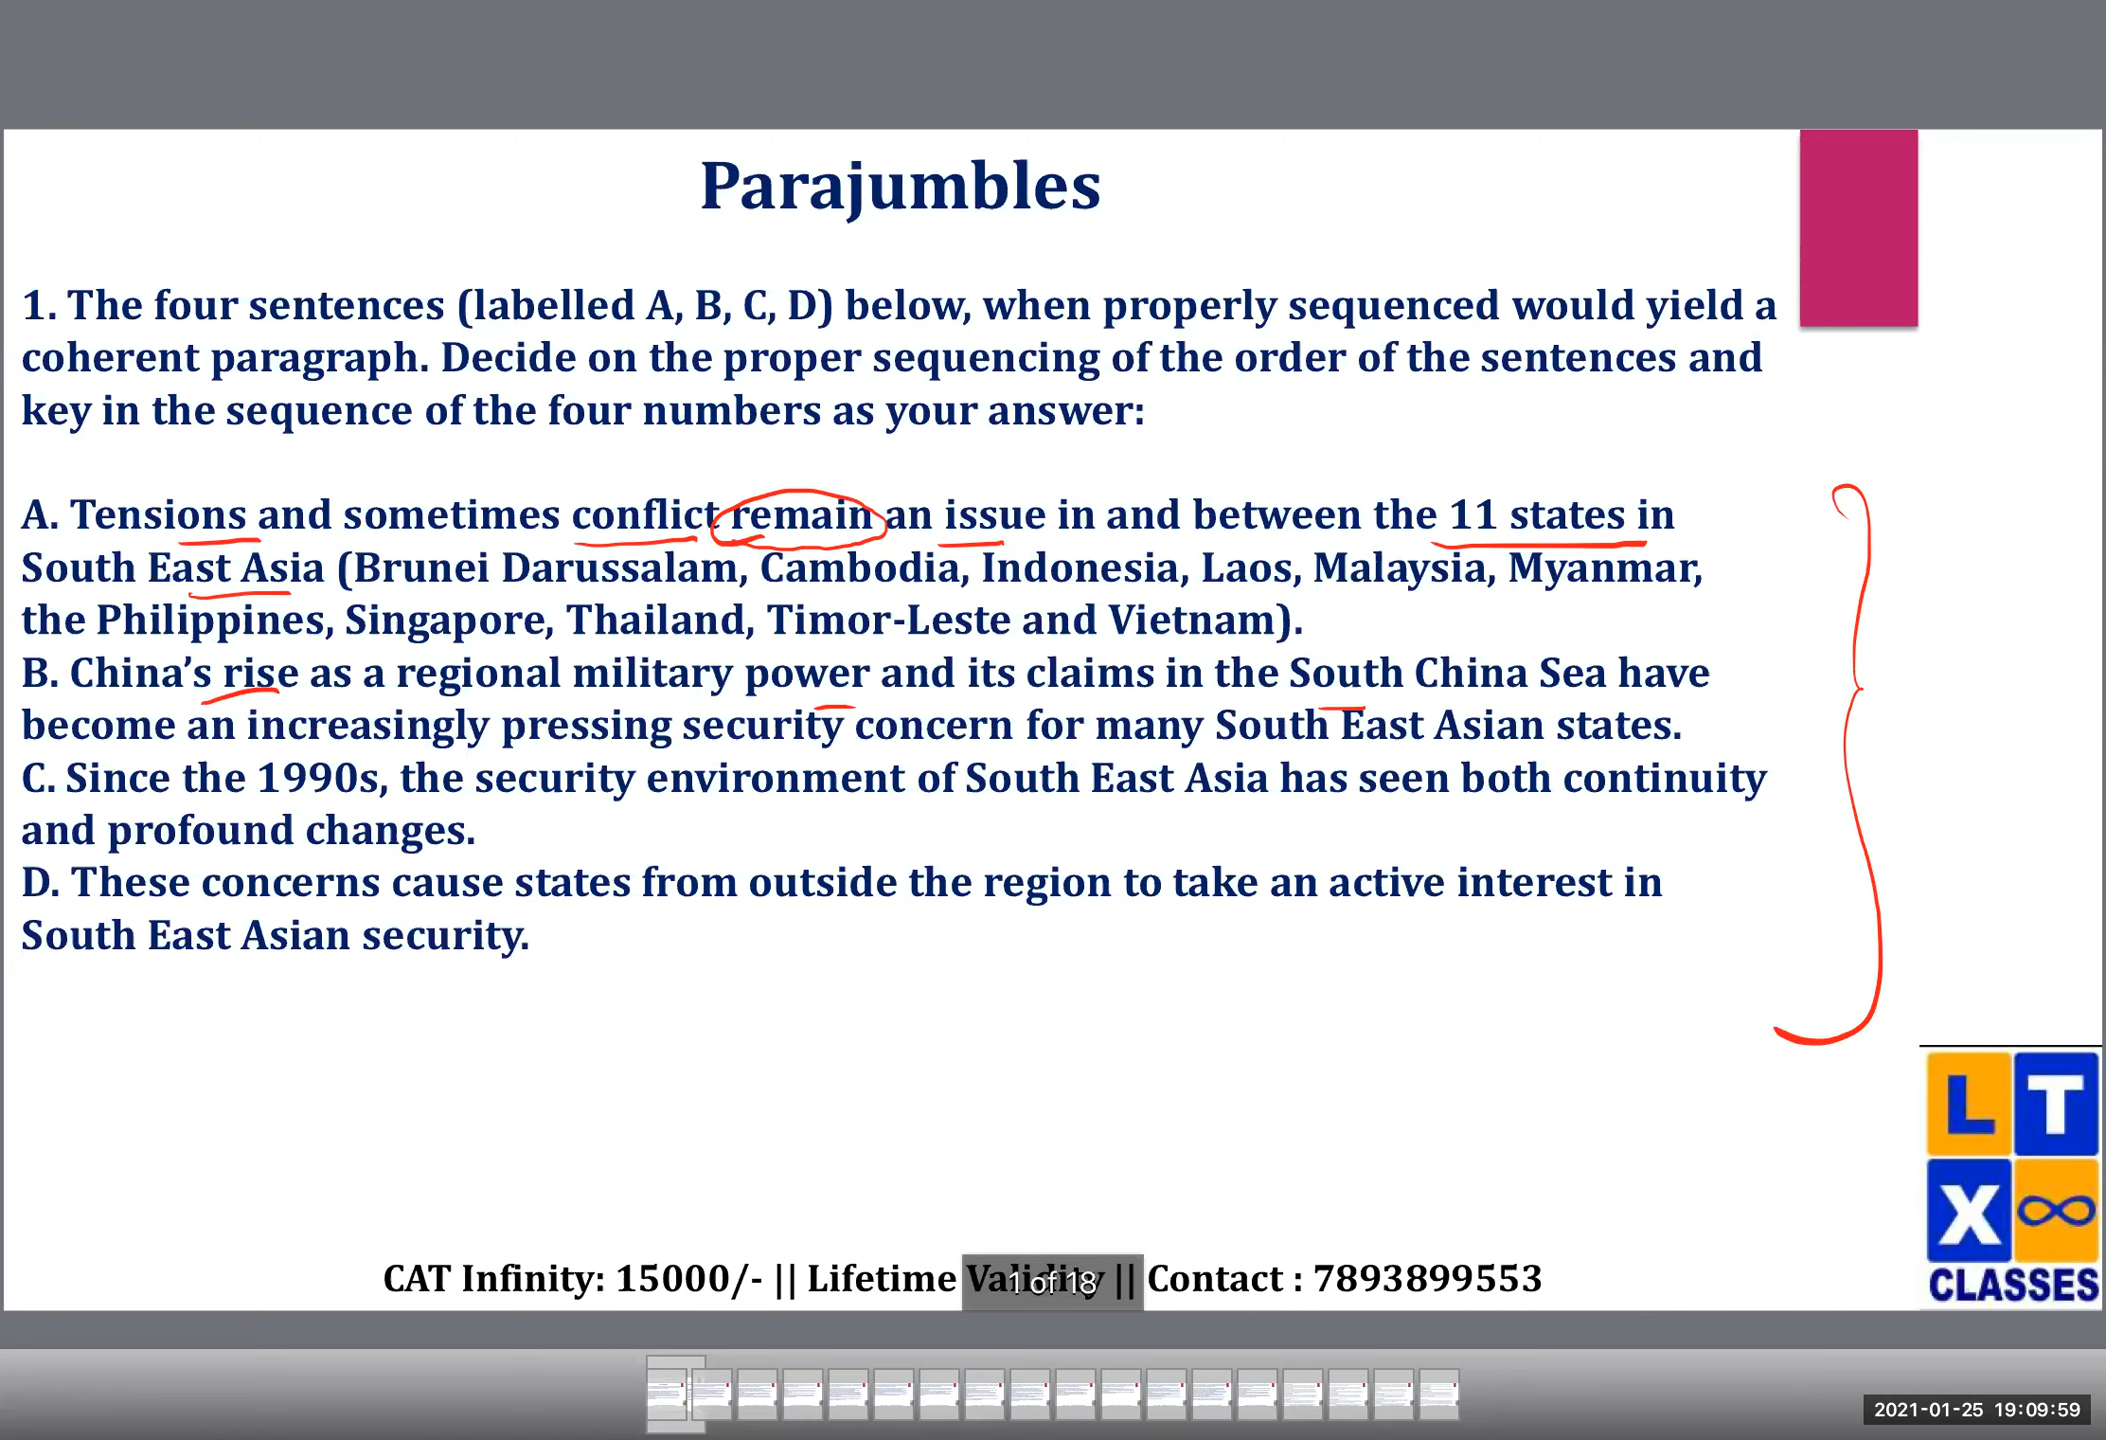 Parajumbles
1. The four sentences (labelled A, B, C, D) below, when properly sequenced would yield a
coherent paragraph. Decide on the proper sequencing of the order of the sentences and
key in the sequence of the four numbers as your answer:
A. Tensions and sometimes conflict remain an issue in and between the 11 states in
South East Asia (Brunei Darussalam, Cambodia, Indonesia, Laos, Malaysia, Myanmar,
the Philippines, Singapore, Thailand, Timor-Leste and Vietnam).
B. China’s rise as a regional military power and its claims in the South China Sea have
become an increasingly pressing security concern for many South East Asian states.
C. Since the 1990s, the security environment of South East Asia has seen both continuity
and profound changes.
D. These concerns cause states from outside the region to take an active interest in
South East Asian security.
L T
X ∞
CLASSES
CAT Infinity: 15000/- || Lifetime Validity || Contact : 7893899553
1 of 18
2021-01-25 19:09:59